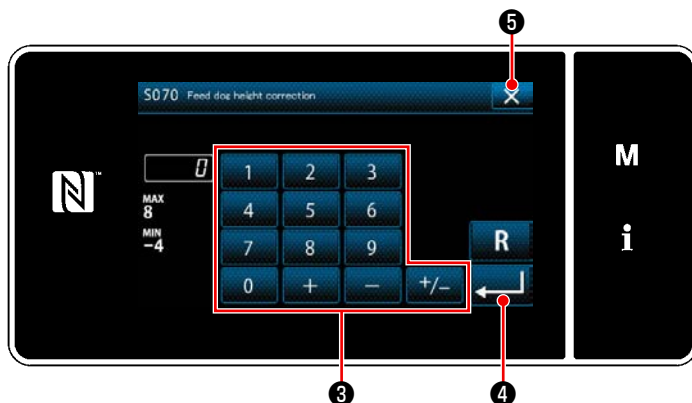 ❺
S070 Feed dog height correction
X
0
MAX
8
MIN
-4
1 2 3
4 5 6
7 8 9
0 + − +/−
R
N™
M
i
❸
❹